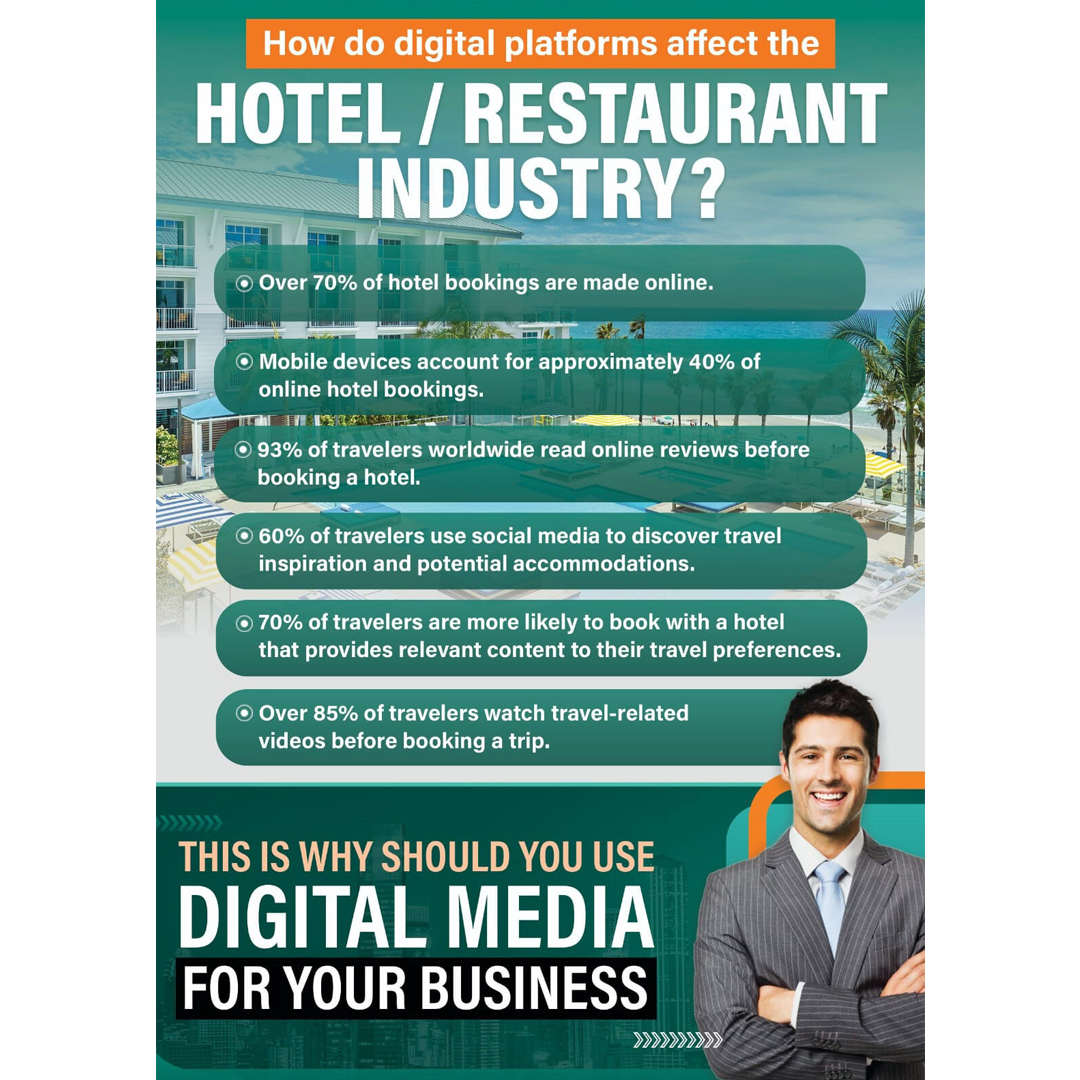 How do digital platforms affect the
HOTEL / RESTAURANT
INDUSTRY?
Over 70% of hotel bookings are made online.
Mobile devices account for approximately 40% of
online hotel bookings.
93% of travelers worldwide read online reviews before
booking a hotel.
60% of travelers use social media to discover travel
inspiration and potential accommodations.
70% of travelers are more likely to book with a hotel
that provides relevant content to their travel preferences.
Over 85% of travelers watch travel-related
videos before booking a trip.
THIS IS WHY SHOULD YOU USE
DIGITAL MEDIA
FOR YOUR BUSINESS